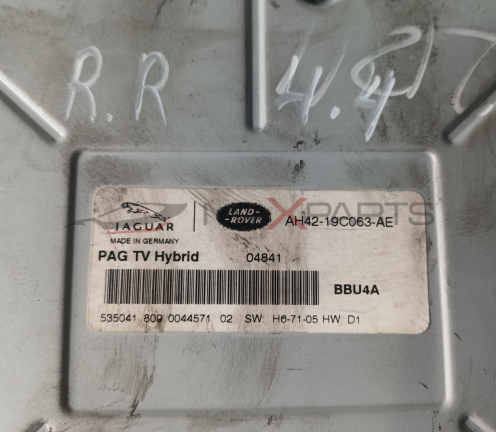 R.R 4.4
JAGUAR LAND-ROVER AH42-19C063-AE
MADE IN GERMANY
PAG TV Hybrid 04841
BBU4A
535041 809 0044571 02 SW: H6-71-05 HW D1